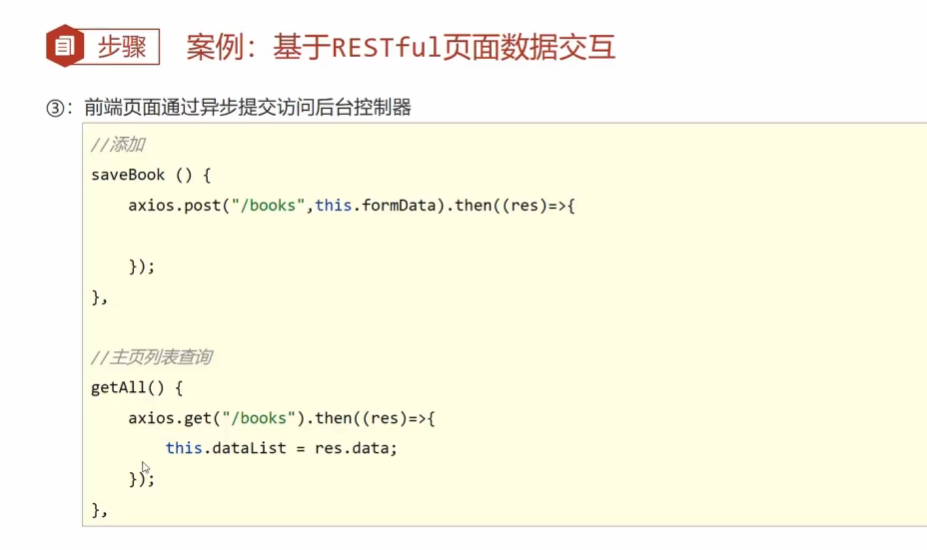 步骤 案例：基于RESTful页面数据交互
③：前端页面通过异步提交访问后台控制器
//添加
saveBook () {
    axios.post("/books",this.formData).then((res)=>{
    });
},
//主页列表查询
getAll() {
    axios.get("/books").then((res)=>{
        this.dataList = res.data;
    });
},